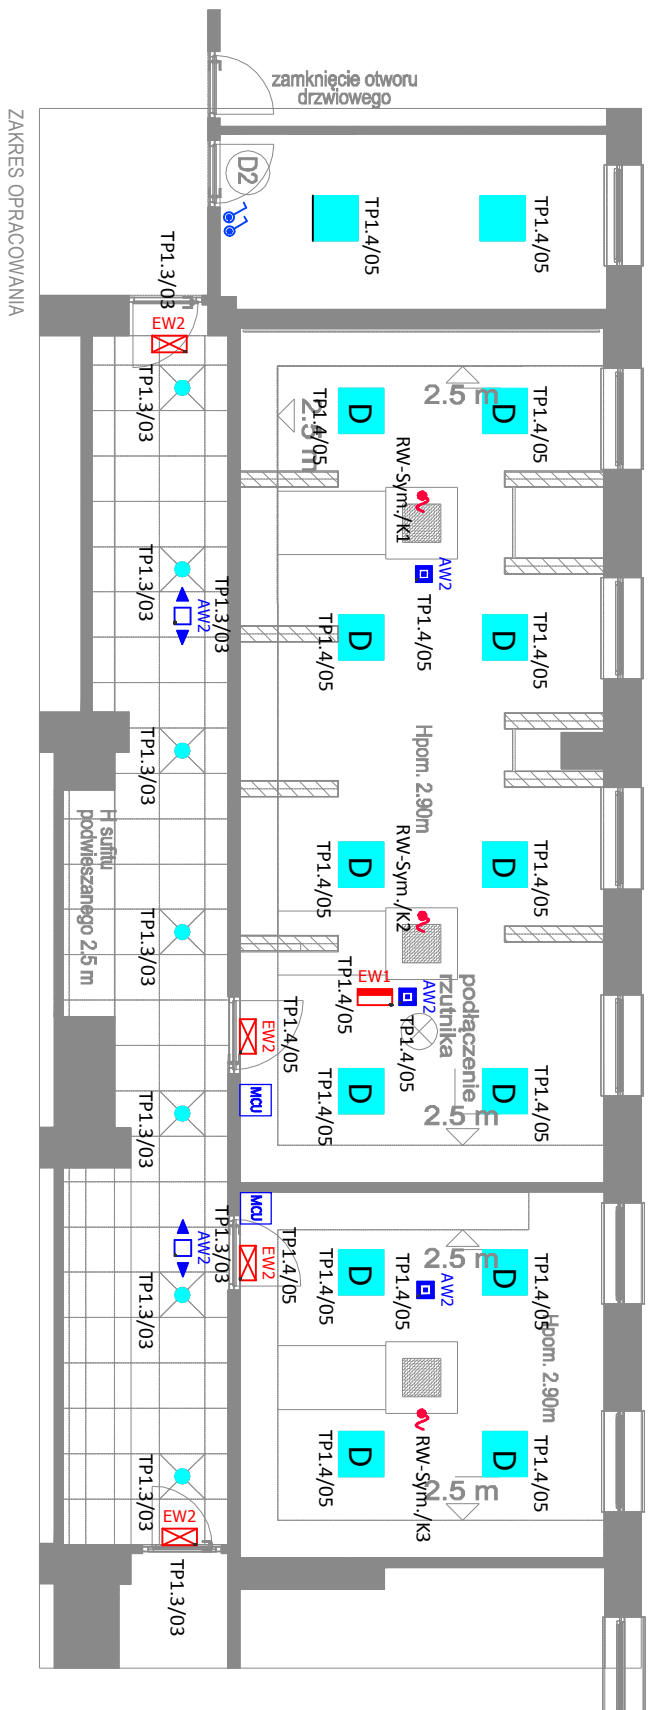 zamknięcie otworu
drzwiowego
ZAKRES OPRACOWANIA
D2
TP1.4/05
TP1.4/05
TP1.3/03
EW2
TP1.3/03
2.5 m
2.5 m
D
TP1.4/05
D
TP1.4/05
RW-Sym./K1
AW2
TP1.4/05
TP1.3/03
AW2
TP1.3/03
D
TP1.4/05
D
TP1.4/05
Hpom. 2.90m
TP1.3/03
H sufitu
podwieszanego 2.5 m
D
TP1.4/05
D
TP1.4/05
RW-Sym./K2
TP1.3/03
EW1
TP1.4/05
AW2
TP1.4/05
podłączenie
rzutnika
EW2
TP1.4/05
MCU
D
TP1.4/05
D
TP1.4/05
2.5 m
TP1.3/03
MCU
AW2
TP1.3/03
EW2
TP1.4/05
2.5 m
D
TP1.4/05
D
TP1.4/05
AW2
TP1.4/05
TP1.3/03
Hpom. 2.90m
RW-Sym./K3
D
TP1.4/05
D
TP1.4/05
2.5 m
TP1.3/03
EW2
TP1.3/03